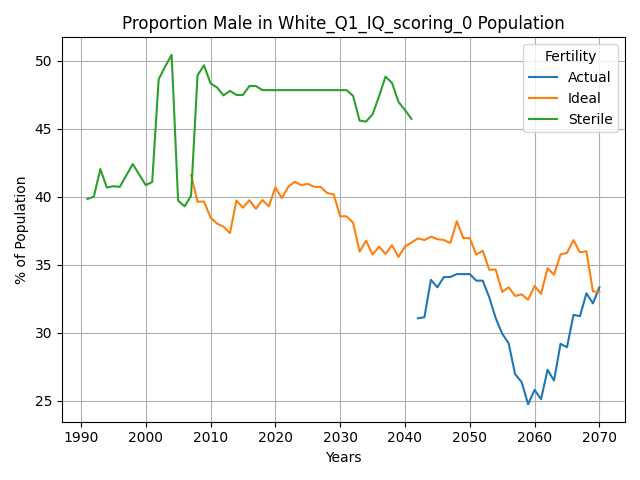 Proportion Male in White_Q1_IQ_scoring_0 Population
Fertility
Actual
Ideal
Sterile
% of Population
50
45
40
35
30
25
1990 2000 2010 2020 2030 2040 2050 2060 2070
Years